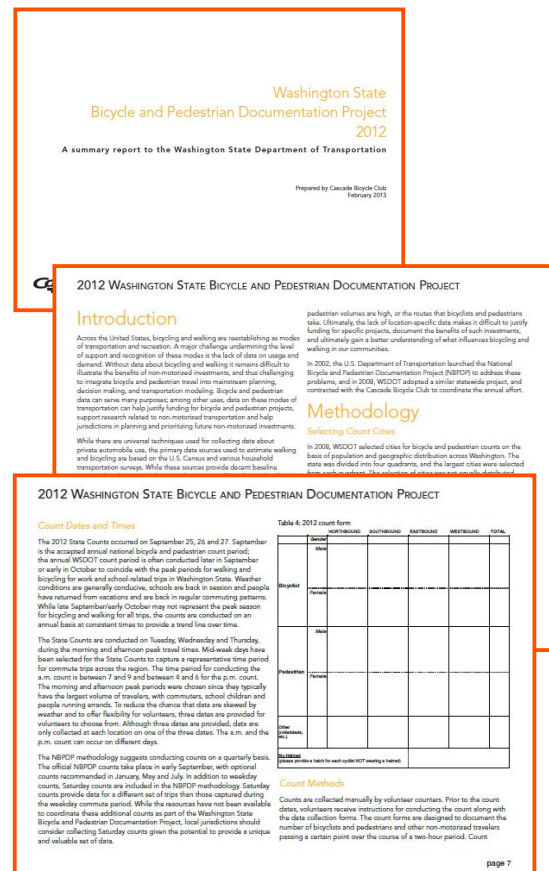 Washington State
Bicycle and Pedestrian Documentation Project
2012
A summary report to the Washington State Department of Transportation
Prepared by Cascade Bicycle Club
February 2013
2012 WASHINGTON STATE BICYCLE AND PEDESTRIAN DOCUMENTATION PROJECT
Introduction
Across the United States, bicycling and walking are reestablishing as modes
of transportation and recreation. A major challenge undermining the level
of support and recognition of these modes is the lack of data on usage and
demand. Without data about bicycling and walking it remains difficult to
illustrate the benefits of non-motorized investments, and thus challenging
to integrate bicycle and pedestrian travel into mainstream planning,
decision making, and transportation modeling. Bicycle and pedestrian
data can serve many purposes; among other uses, data on these modes of
transportation can help justify funding for bicycle and pedestrian projects,
support research related to non-motorized transportation and help
jurisdictions in planning and prioritizing future non-motorized investments.
While there are universal techniques used for collecting data about
private automobile use, the primary data sources used to estimate walking
and bicycling are based on the U.S. Census and various household
transportation surveys. While these sources provide decent baseline
pedestrian volumes are high, or the routes that bicyclists and pedestrians
take. Ultimately, the lack of location-specific data makes it difficult to justify
funding for specific projects, document the benefits of such investments,
and ultimately gain a better understanding of what influences bicycling and
walking in our communities.
In 2002, the U.S. Department of Transportation launched the National
Bicycle and Pedestrian Documentation Project (NBPDP) to address these
problems, and in 2008, WSDOT adopted a similar statewide project, and
contracted with the Cascade Bicycle Club to coordinate the annual effort.
Methodology
Selecting Count Cities
In 2008, WSDOT selected cities for bicycle and pedestrian counts on the
basis of population and geographic distribution across Washington. The
state was divided into four quadrants, and the largest cities were selected
from each quadrant. The selection of cities was not equally distributed
2012 WASHINGTON STATE BICYCLE AND PEDESTRIAN DOCUMENTATION PROJECT
Count Dates and Times
The 2012 State Counts occurred on September 25, 26 and 27. September
is the accepted annual national bicycle and pedestrian count period;
the annual WSDOT count period is often conducted later in September
or early in October to coincide with the peak periods for walking and
bicycling for work and school-related trips in Washington State. Weather
conditions are generally conducive, schools are back in session and people
have returned from vacations and are back in regular commuting patterns.
While late September/early October may not represent the peak season
for bicycling and walking for all trips, the counts are conducted on an
annual basis at consistent times to provide a trend line over time.
The State Counts are conducted on Tuesday, Wednesday and Thursday,
during the morning and afternoon peak travel times. Mid-week days have
been selected for the State Counts to capture a representative time period
for commute trips across the region. The time period for conducting the
a.m. count is between 7 and 9 and between 4 and 6 for the p.m. count.
The morning and afternoon peak periods were chosen since they typically
have the largest volume of travelers, with commuters, school children and
people running errands. To reduce the chance that data are skewed by
weather and to offer flexibility for volunteers, three dates are provided for
volunteers to choose from. Although three dates are provided, data are
only collected at each location on one of the three dates. The a.m. and the
p.m. count can occur on different days.
The NBPDP methodology suggests conducting counts on a quarterly basis.
The official NBPDP counts take place in early September, with optional
counts recommended in January, May and July. In addition to weekday
counts, Saturday counts are included in the NBPDP methodology. Saturday
counts provide data for a different set of trips than those captured during
the weekday commute period. While the resources have not been available
to coordinate these additional counts as part of the Washington State
Bicycle and Pedestrian Documentation Project, local jurisdictions should
consider collecting Saturday counts given the potential to provide a unique
and valuable set of data.
Table 4: 2012 count form
NORTHBOUND SOUTHBOUND EASTBOUND WESTBOUND TOTAL
Gender
Male
Bicyclist
Female
Male
Pedestrian
Female
Other
(rollerblade,
etc.)
No Helmet
(please provide a hatch for each cyclist NOT wearing a helmet)
Count Methods
Counts are collected manually by volunteer counters. Prior to the count
dates, volunteers receive instructions for conducting the count along with
the data collection forms. The count forms are designed to document the
number of bicyclists and pedestrians and other non-motorized travelers
passing a certain point over the course of a two-hour period. Count
page 7